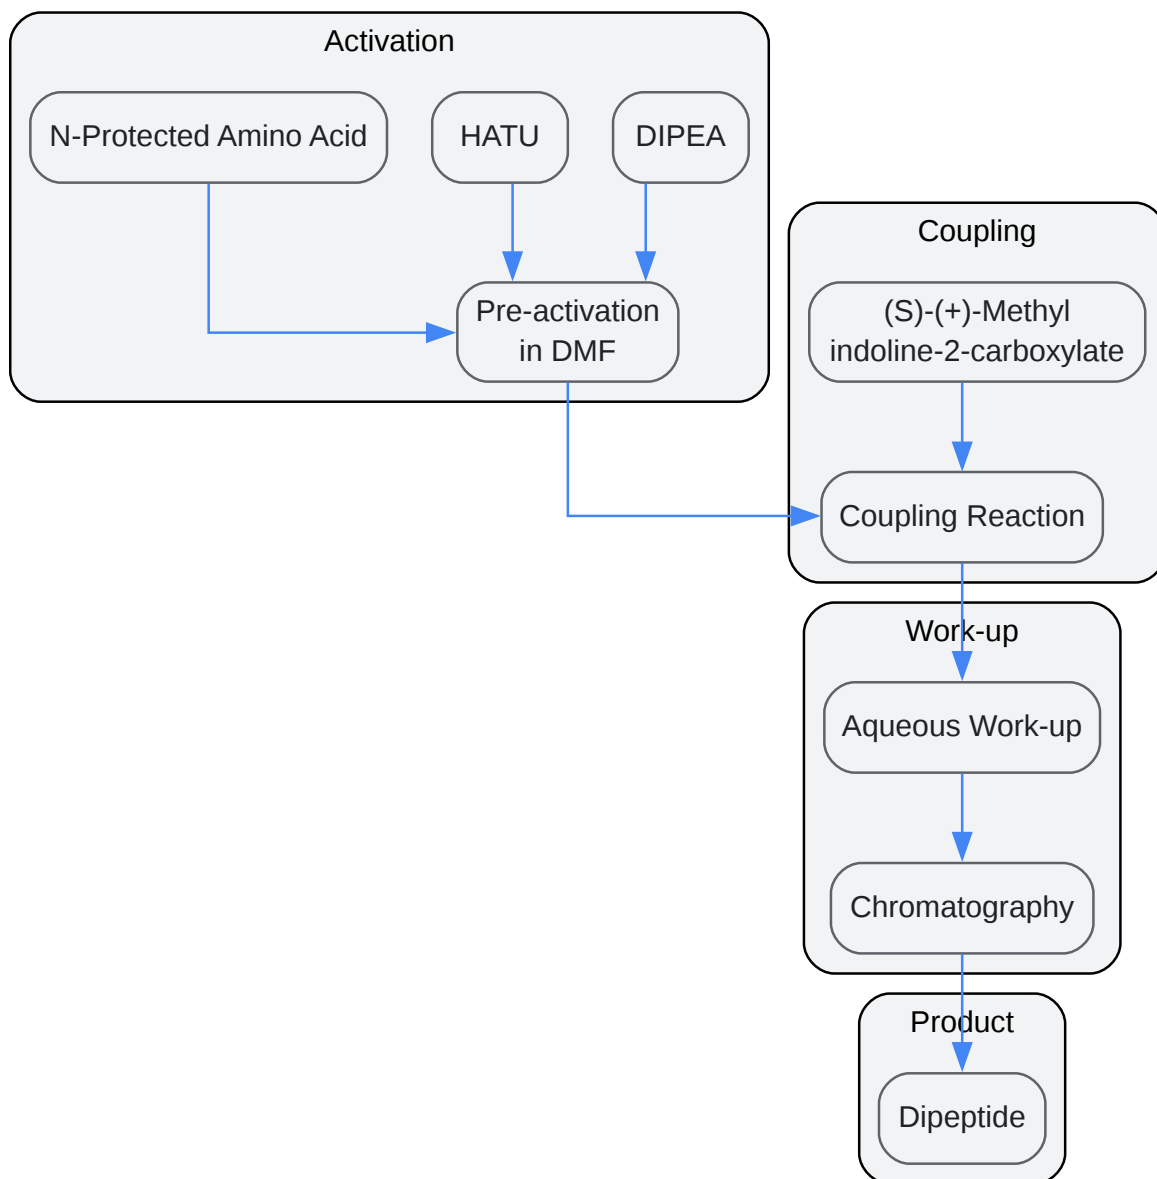 Activation
N-Protected Amino Acid
HATU
DIPEA
Pre-activation
in DMF
Coupling
(S)-(+)-Methyl
indoline-2-carboxylate
Coupling Reaction
Work-up
Aqueous Work-up
Chromatography
Product
Dipeptide